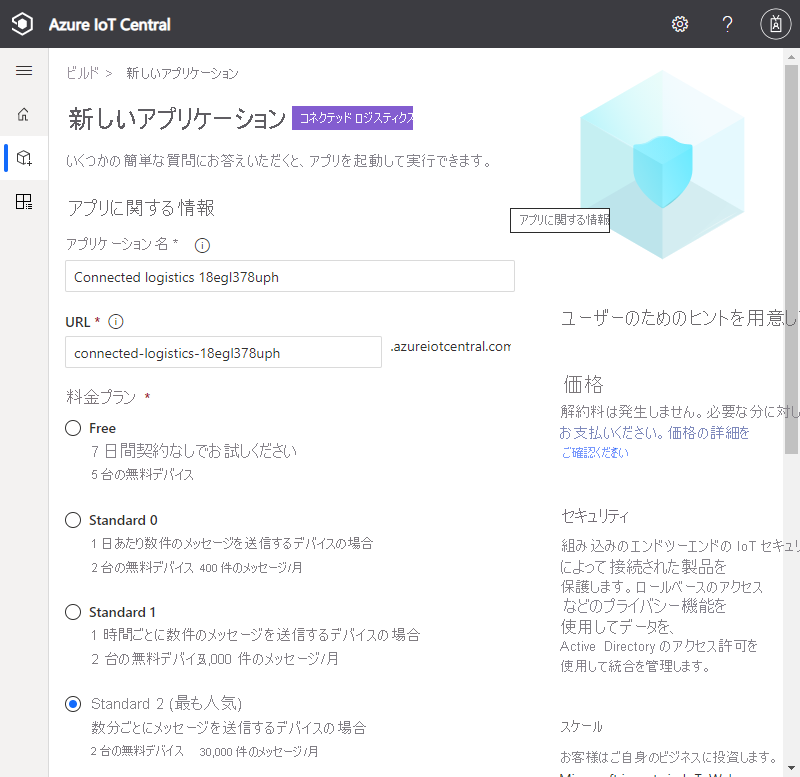 Azure IoT Central
ビルド > 新しいアプリケーション
新しいアプリケーション コネクテッド ロジスティクス
いくつかの簡単な質問にお答えいただくと、アプリを起動して実行できます。
アプリに関する情報
アプリケーション名 *
Connected logistics 18egl378uph
URL *
connected-logistics-18egl378uph .azureiotcentral.com
料金プラン *
Free
7 日間契約なしでお試しください
5 台の無料デバイス
Standard 0
1 日あたり数件のメッセージを送信するデバイスの場合
2 台の無料デバイス 400 件のメッセージ/月
Standard 1
1 時間ごとに数件のメッセージを送信するデバイスの場合
2 台の無料デバイ ,000 件のメッセージ/月
Standard 2 (最も人気)
数分ごとにメッセージを送信するデバイスの場合
2 台の無料デバイス 30,000 件のメッセージ/月
アプリに関する情報
ユーザーのためのヒントを用意し
価格
解約料は発生しません。必要な分に対し
お支払いください。価格の詳細を
ご確認ください
セキュリティ
組み込みのエンドツーエンドの IoT セキュリ
によって接続された製品を
保護します。ロールベースのアクセス
などのプライバシー機能を
使用してデータを、
Active Directory のアクセス許可を
使用して統合を管理します。
スケール
お客様はご自身のビジネスに投資します。